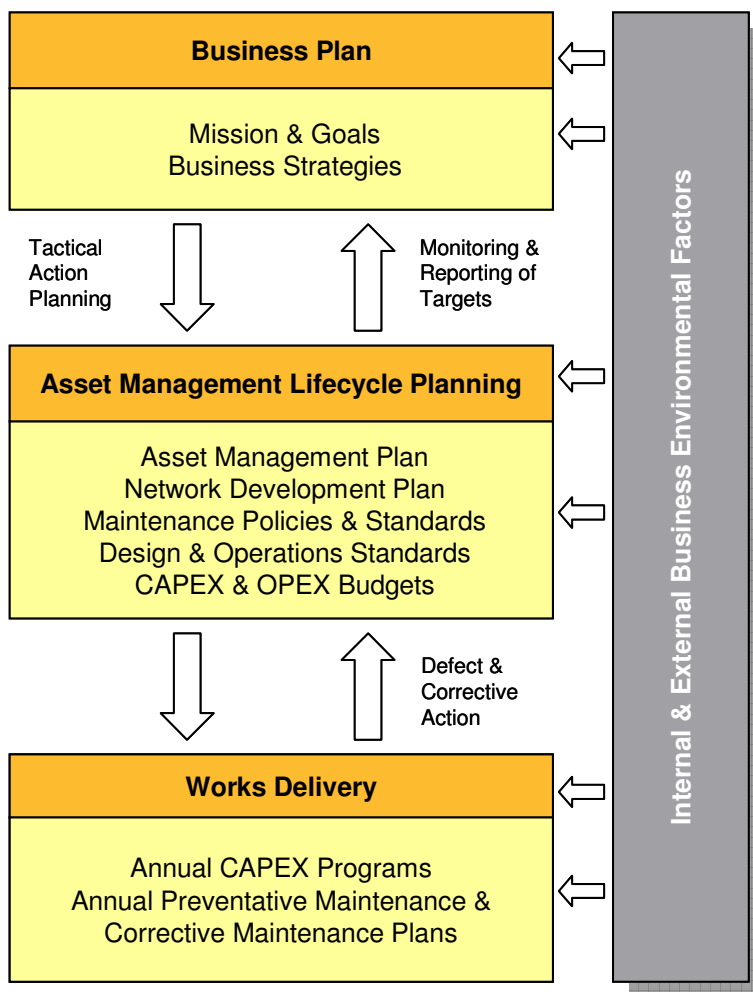 Business Plan
Mission & Goals
Business Strategies
Tactical
Action
Planning
Monitoring &
Reporting of
Targets
Asset Management Lifecycle Planning
Asset Management Plan
Network Development Plan
Maintenance Policies & Standards
Design & Operations Standards
CAPEX & OPEX Budgets
Defect &
Corrective
Action
Works Delivery
Annual CAPEX Programs
Annual Preventative Maintenance &
Corrective Maintenance Plans
Internal & External Business Environmental Factors